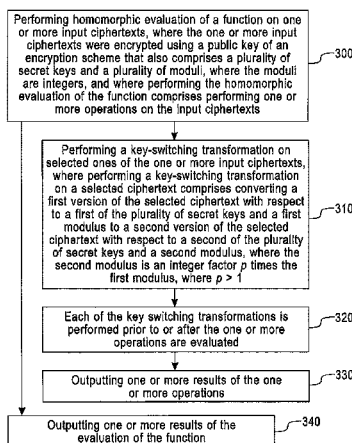 Performing homomorphic evaluation of a function on one
or more input ciphertexts, where the one or more input
ciphertexts were encrypted using a public key of an
encryption scheme that also comprises a plurality of
secret keys and a plurality of moduli, where the moduli
are integers, and where performing the homomorphic
evaluation of the function comprises performing one or
more operations on the input ciphertexts
300
Performing a key-switching transformation on
selected ones of the one or more input ciphertexts,
where performing a key-switching transformation
on a selected ciphertext comprises converting a
first version of the selected ciphertext with respect
to a first of the plurality of secret keys and a first
modulus to a second version of the selected
ciphertext with respect to a second of the plurality
of secret keys and a second modulus, where the
second modulus is an integer factor p times the
first modulus, where p > 1
310
Each of the key switching transformations is
performed prior to or after the one or more
operations are evaluated
320
Outputting one or more results of the one
or more operations
330
Outputting one or more results of the
evaluation of the function
340